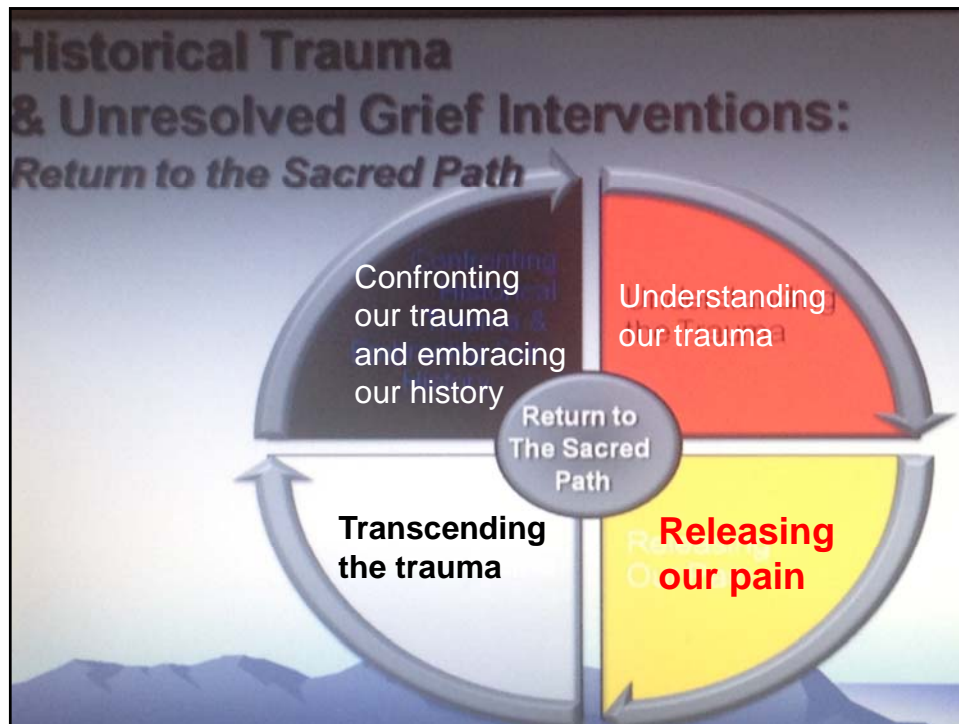 Historical Trauma
& Unresolved Grief Interventions:
Return to the Sacred Path
Confronting
our trauma
and embracing
our history
Understanding
our trauma
Return to
The Sacred
Path
Transcending
the trauma
Releasing
our pain